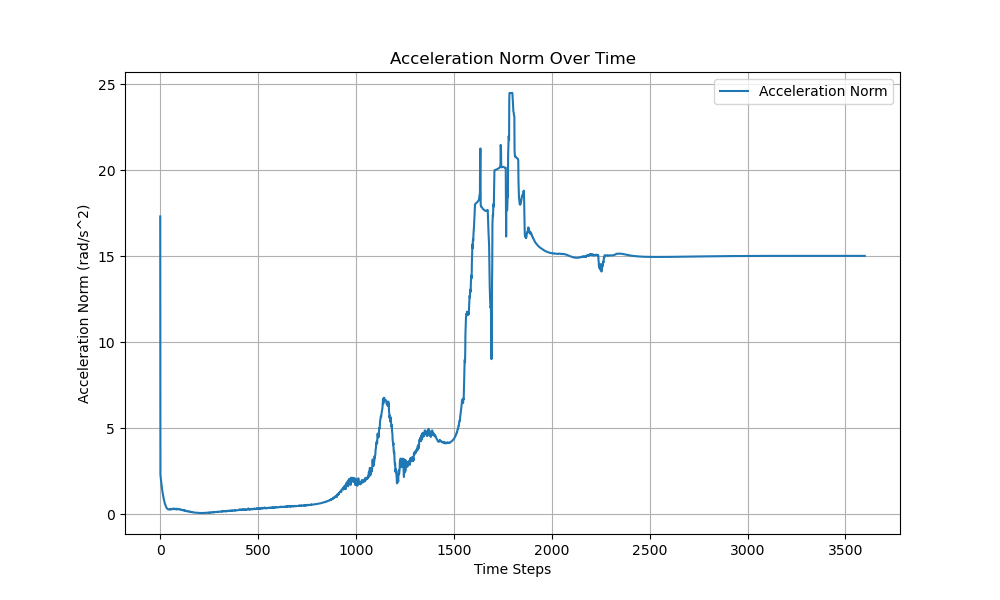 Acceleration Norm Over Time
Acceleration Norm
Acceleration Norm (rad/s^2)
25
20
15
10
5
0
0 500 1000 1500 2000 2500 3000 3500
Time Steps